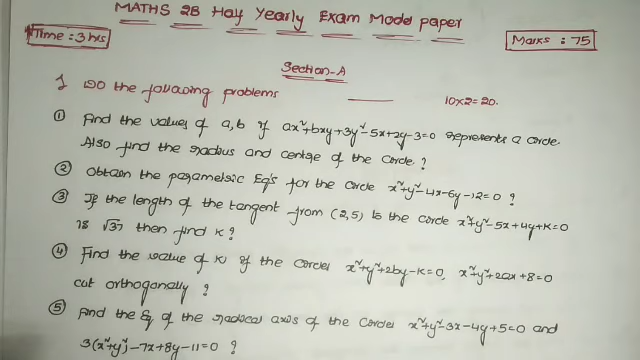 MATHS 2B Half Yearly Exam Model paper
Time : 3 hrs
Marks : 75
Section-A
I Do the following problems 10×2=20.
① Find the values of a, b if ax²+bxy+3y²-5x+2y-3=0 represents a circle.
Also find the radius and centre of the circle ?
② Obtain the parametric Eq's for the circle x²+y²-4x-6y-12=0 ?
③ If the length of the tangent from (2,5) to the circle x²+y²-5x+4y+k=0
is √37 then find k ?
④ Find the value of k if the circles x²+y²+2by-k=0, x²+y²+2ax+8=0
cut orthogonally ?
⑤ Find the Eq of the radical axis of the circles x²+y²-3x-4y+5=0 and
3(x²+y²)-7x+8y-11=0 ?